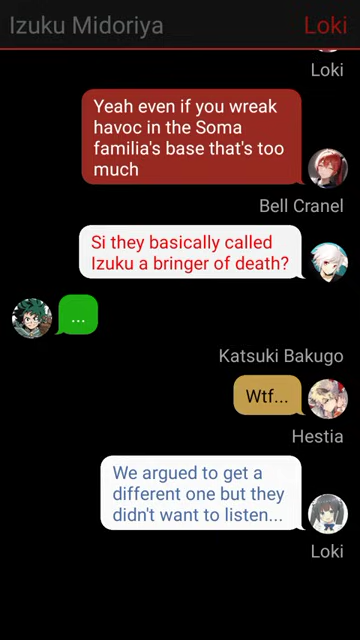 Izuku Midoriya Loki
Loki
Yeah even if you wreak
havoc in the Soma
familia's base that's too
much
Bell Cranel
Si they basically called
Izuku a bringer of death?
...
Katsuki Bakugo
Wtf...
Hestia
We argued to get a
different one but they
didn't want to listen...
Loki